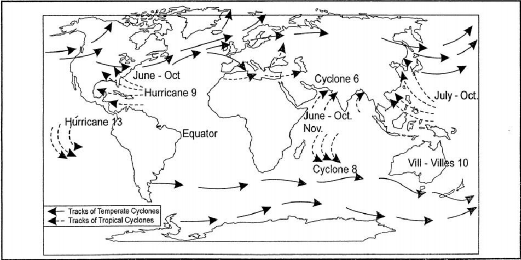 June - Oct
Hurricane 9
Cyclone 6
July - Oct.
June - Oct.
Nov.
Hurricane 13
Equator
Cyclone 8
Vill - Villes 10
Tracks of Temperate Cyclones
Tracks of Tropical Cyclones